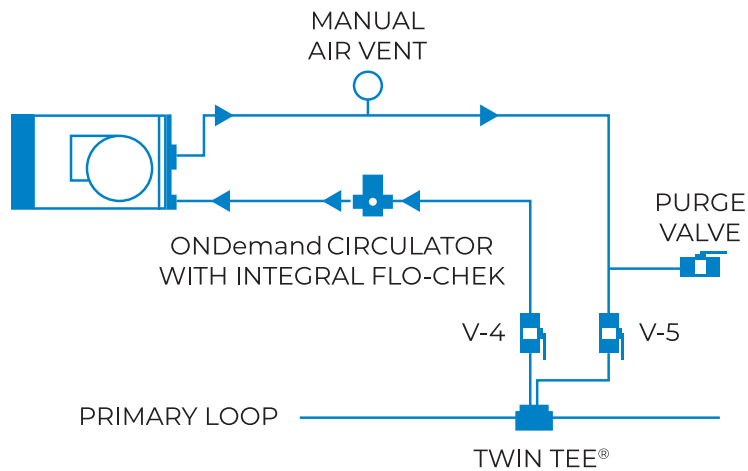 MANUAL
AIR VENT
PURGE
VALVE
ONDemand CIRCULATOR
WITH INTEGRAL FLO-CHEK
V-4
V-5
PRIMARY LOOP
TWIN TEE®